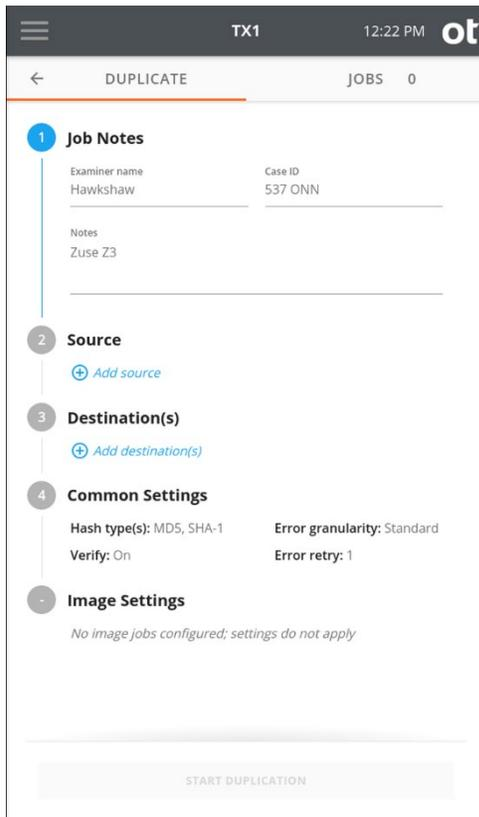 TX1 12:22 PM ot
DUPLICATE JOBS 0
1 Job Notes
Examiner name Case ID
Hawkshaw 537 ONN
Notes
Zuse Z3
2 Source
Add source
3 Destination(s)
Add destination(s)
4 Common Settings
Hash type(s): MD5, SHA-1 Error granularity: Standard
Verify: On Error retry: 1
- Image Settings
No image jobs configured; settings do not apply
START DUPLICATION